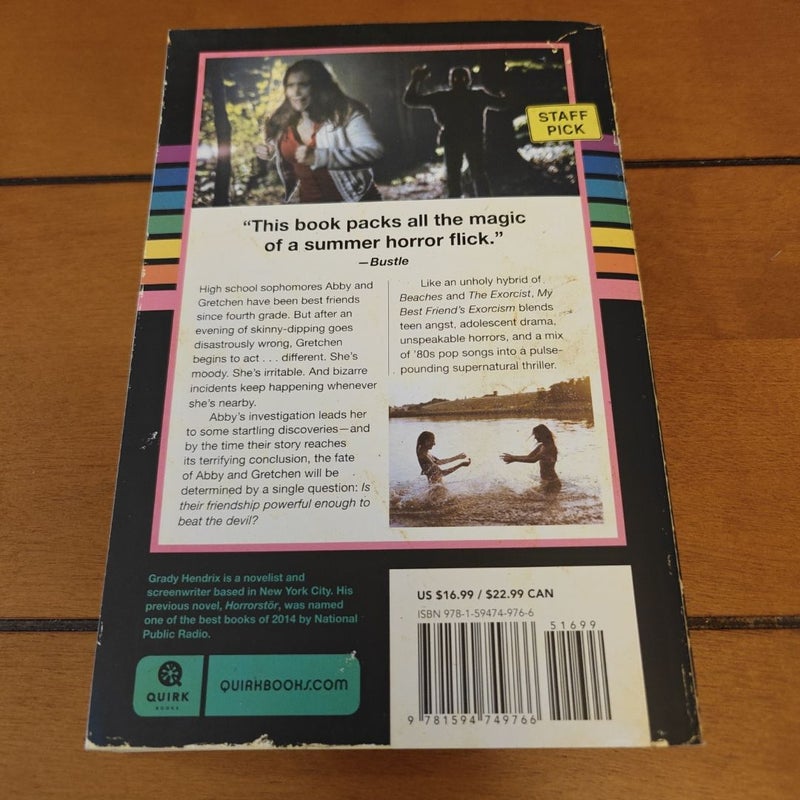 STAFF
PICK
“This book packs all the magic
of a summer horror flick.”
—Bustle
High school sophomores Abby and
Gretchen have been best friends
since fourth grade. But after an
evening of skinny-dipping goes
disastrously wrong, Gretchen
begins to act . . . different. She’s
moody. She’s irritable. And bizarre
incidents keep happening whenever
she’s nearby.
Abby’s investigation leads her
to some startling discoveries—and
by the time their story reaches
its terrifying conclusion, the fate
of Abby and Gretchen will be
determined by a single question: Is
their friendship powerful enough to
beat the devil?
Like an unholy hybrid of
Beaches and The Exorcist, My
Best Friend’s Exorcism blends
teen angst, adolescent drama,
unspeakable horrors, and a mix
of ’80s pop songs into a pulse-
pounding supernatural thriller.
Grady Hendrix is a novelist and
screenwriter based in New York City. His
previous novel, Horrorstör, was named
one of the best books of 2014 by National
Public Radio.
QUIRK
BOOKS
QUIRKBOOKS.COM
US $16.99 / $22.99 CAN
ISBN 978-1-59474-976-6
51699
9 781594 749766